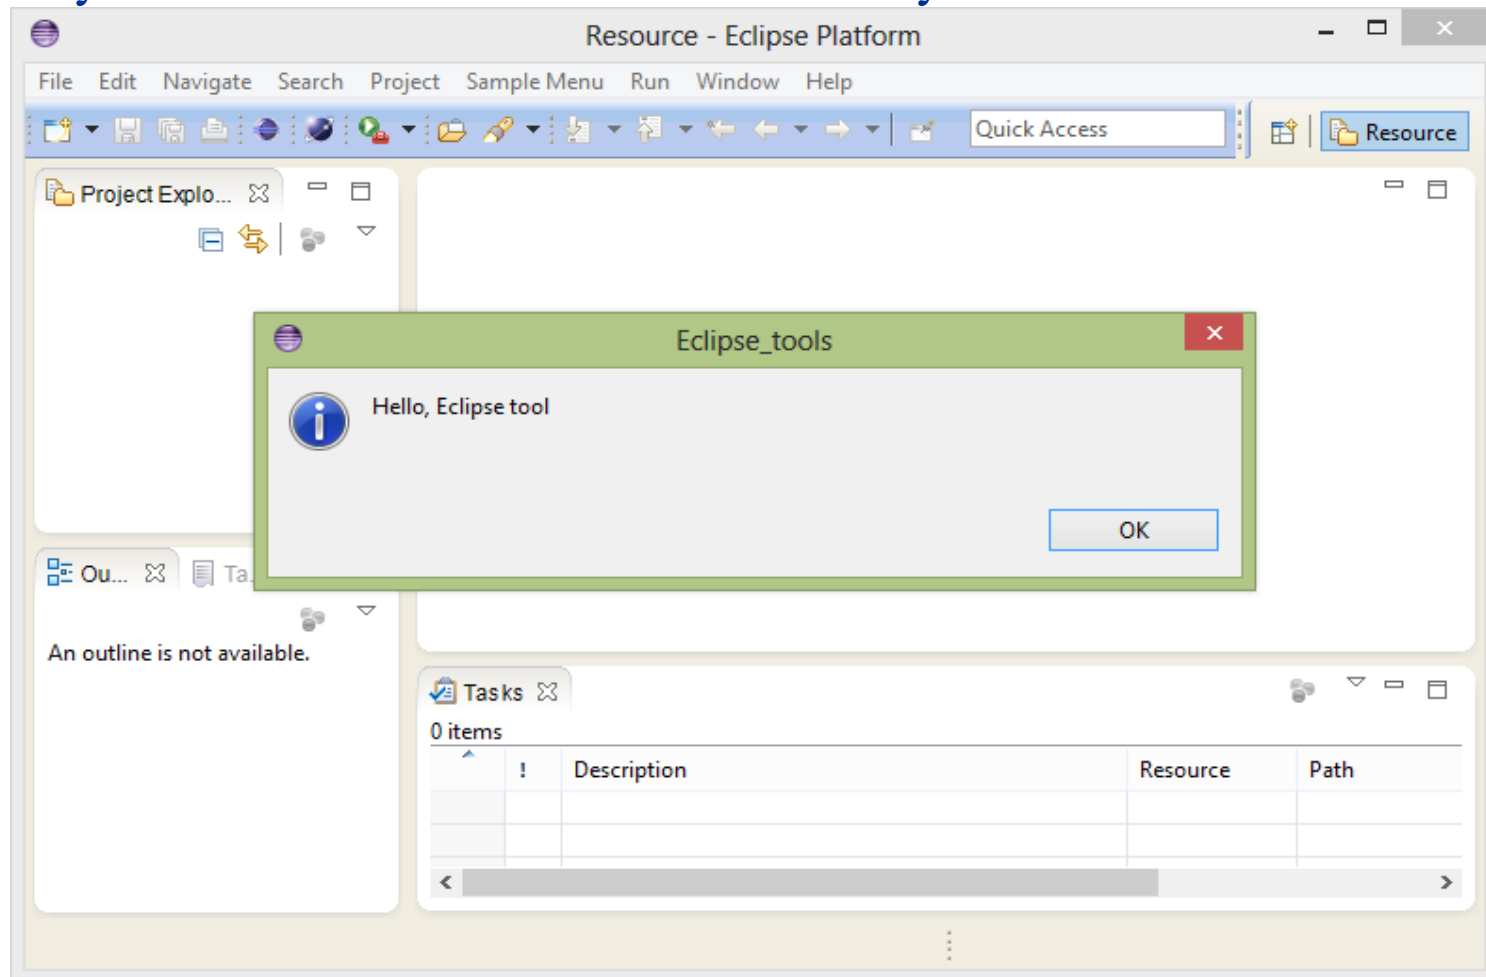 Resource - Eclipse Platform
File Edit Navigate Search Project Sample Menu Run Window Help
Quick Access
Resource
Project Explo...
Eclipse_tools
Hello, Eclipse tool
OK
Ou...
Ta.
An outline is not available.
Tasks
0 items
! Description Resource Path